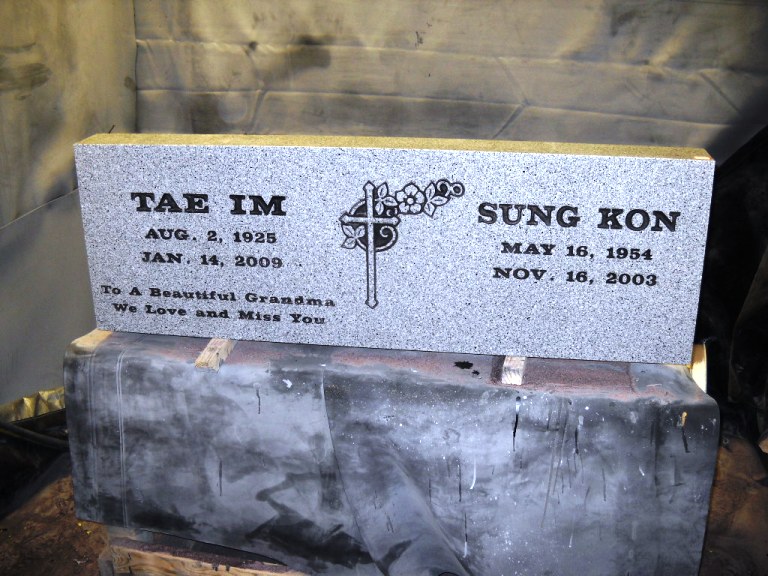 TAE IM
AUG. 2, 1925
JAN. 14, 2009
To A Beautiful Grandma
We Love and Miss You
SUNG KON
MAY 16, 1954
NOV. 16, 2003